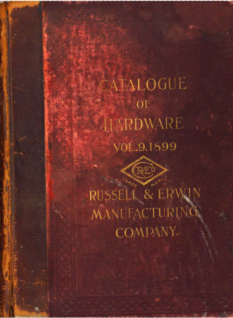 CATALOGUE
OF
HARDWARE
VOL. 9. 1899
RUSSELL & ERWIN
MANUFACTURING
COMPANY.